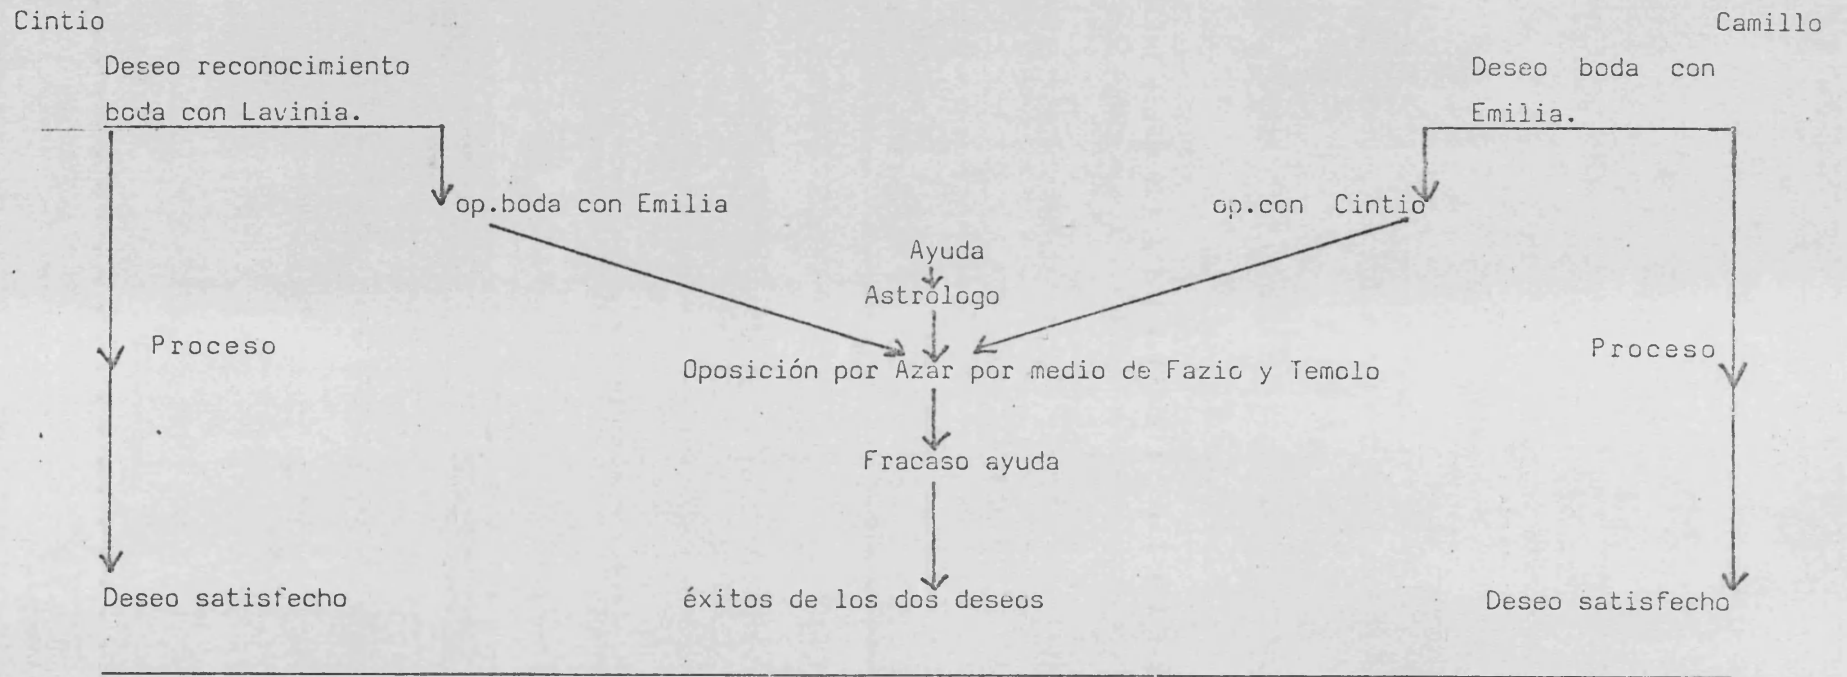 Cintio
Camillo
Deseo reconocimiento
boda con Lavinia.
Deseo boda con
Emilia.
op.boda con Emilia
op.con Cintio
Ayuda
Astrólogo
Proceso
Proceso
Oposición por Azar por medio de Fazio y Temolo
Fracaso ayuda
Deseo satisfecho
éxitos de los dos deseos
Deseo satisfecho